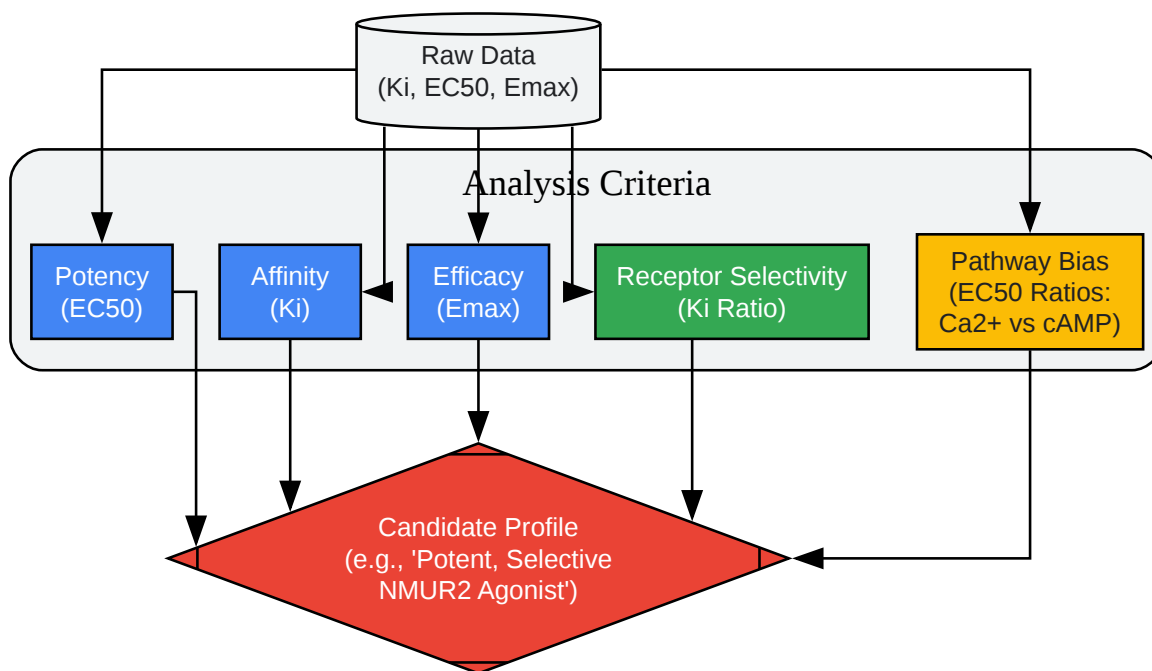 Raw Data
(Ki, EC50, Emax)
Analysis Criteria
Potency
(EC50)
Affinity
(Ki)
Efficacy
(Emax)
Receptor Selectivity
(Ki Ratio)
Pathway Bias
(EC50 Ratios:
Ca2+ vs cAMP)
Candidate Profile
(e.g., 'Potent, Selective
NMUR2 Agonist')